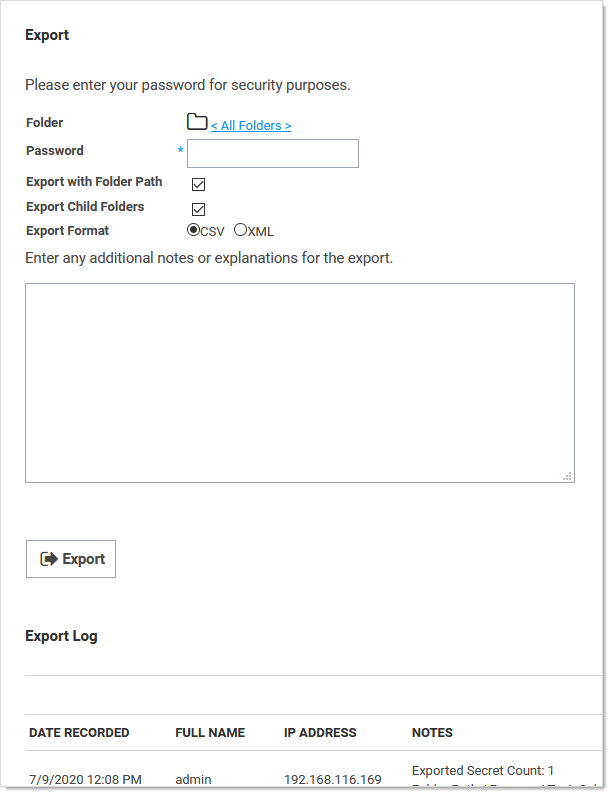 Export
Please enter your password for security purposes.
Folder < All Folders >
Password *
Export with Folder Path
Export Child Folders
Export Format CSV XML
Enter any additional notes or explanations for the export.
Export
Export Log
DATE RECORDED FULL NAME IP ADDRESS NOTES
7/9/2020 12:08 PM admin 192.168.116.169 Exported Secret Count: 1